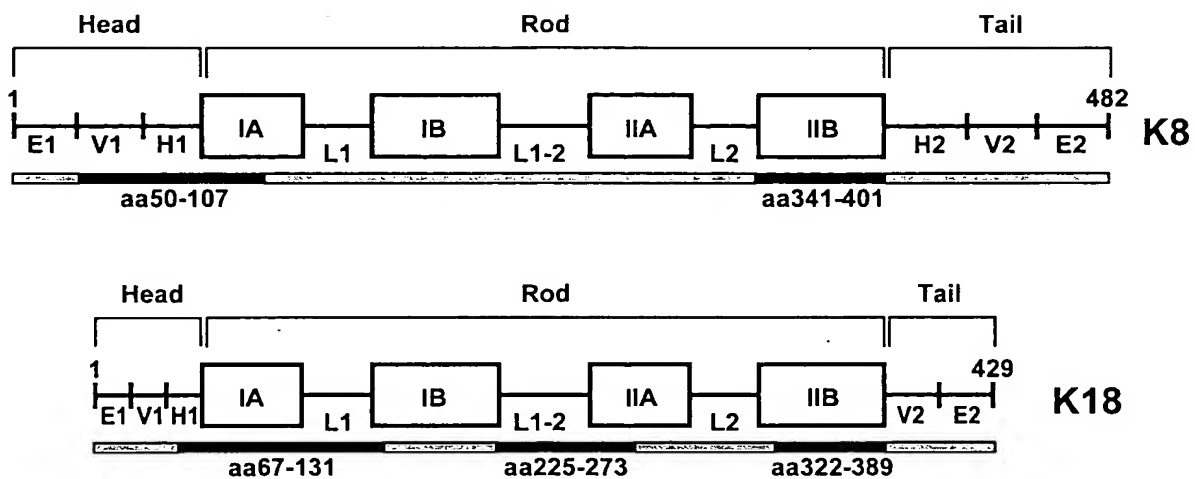 Head Rod Tail
1 482
IA IB IIA IIB K8
E1 V1 H1 L1 L1-2 L2 H2 V2 E2
aa50-107 aa341-401
Head Rod Tail
1 429
IA IB IIA IIB K18
E1 V1 H1 L1 L1-2 L2 V2 E2
aa67-131 aa225-273 aa322-389